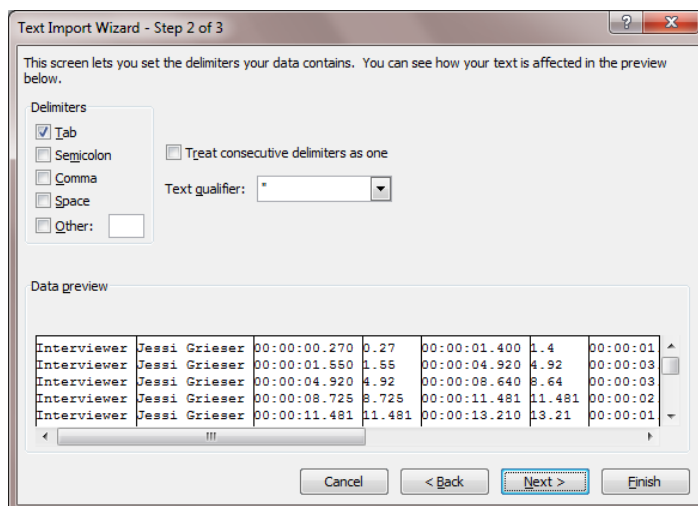 Text Import Wizard - Step 2 of 3
This screen lets you set the delimiters your data contains. You can see how your text is affected in the preview
below.
Delimiters
Tab
Semicolon
Comma
Space
Other:
Treat consecutive delimiters as one
Text qualifier: "
Data preview
Interviewer Jessi Grieser 00:00:00.270 0.27 00:00:01.400 1.4 00:00:01
Interviewer Jessi Grieser 00:00:01.550 1.55 00:00:04.920 4.92 00:00:03.
Interviewer Jessi Grieser 00:00:04.920 4.92 00:00:08.640 8.64 00:00:03.
Interviewer Jessi Grieser 00:00:08.725 8.725 00:00:11.481 11.481 00:00:02.
Interviewer Jessi Grieser 00:00:11.481 11.481 00:00:13.210 13.21 00:00:01.
Cancel < Back Next > Finish